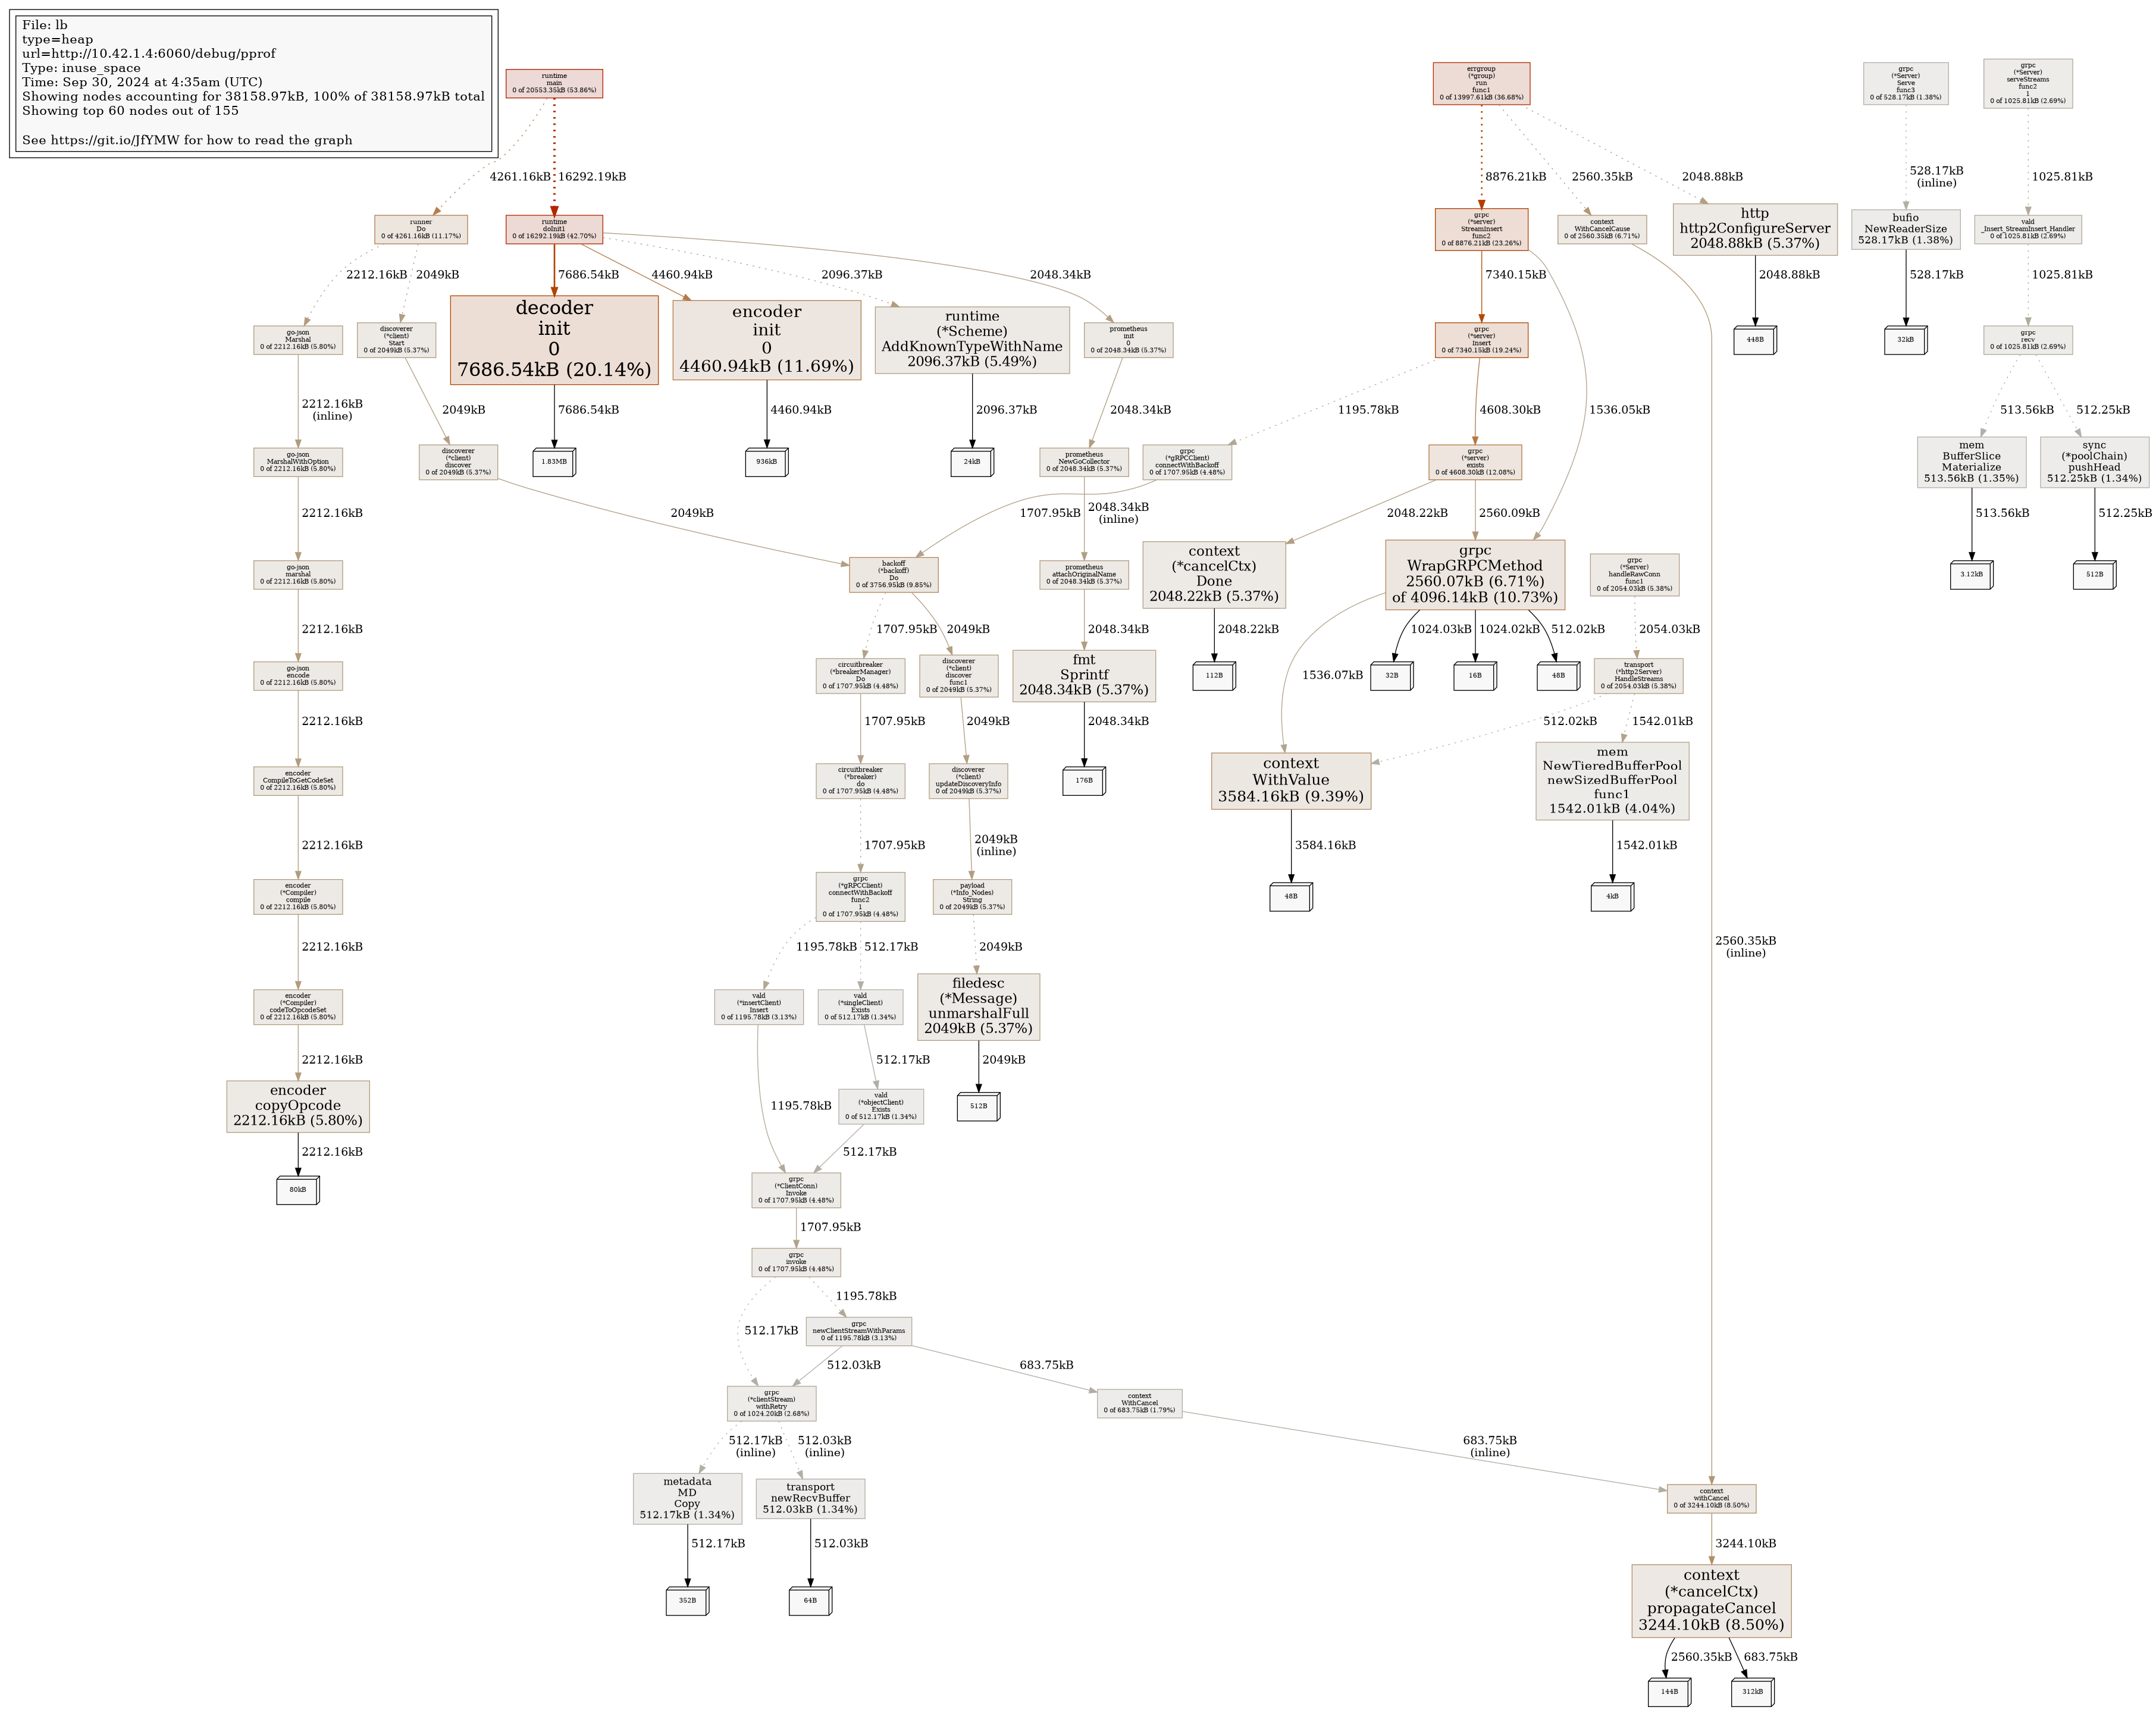 File: lb
type=heap
url=http://10.42.1.4:6060/debug/pprof
Type: inuse_space
Time: Sep 30, 2024 at 4:35am (UTC)
Showing nodes accounting for 38158.97kB, 100% of 38158.97kB total
Showing top 60 nodes out of 155
See https://git.io/JfYMW for how to read the graph
runtime
main
0 of 20553.35kB (53.86%)
errgroup
(*group)
run
func1
0 of 13997.61kB (36.68%)
grpc
(*Server)
Serve
func3
0 of 528.17kB (1.38%)
grpc
(*Server)
serveStreams
func2
1
0 of 1025.81kB (2.69%)
4261.16kB
16292.19kB
8876.21kB
2560.35kB
2048.88kB
528.17kB
(inline)
1025.81kB
runner
Do
0 of 4261.16kB (11.17%)
runtime
doInit1
0 of 16292.19kB (42.70%)
grpc
(*server)
StreamInsert
func2
0 of 8876.21kB (23.26%)
context
WithCancelCause
0 of 2560.35kB (6.71%)
http
http2ConfigureServer
2048.88kB (5.37%)
bufio
NewReaderSize
528.17kB (1.38%)
vald
_Insert_StreamInsert_Handler
0 of 1025.81kB (2.69%)
2212.16kB
2049kB
7686.54kB
4460.94kB
2096.37kB
2048.34kB
7340.15kB
2048.88kB
528.17kB
1025.81kB
go-json
Marshal
0 of 2212.16kB (5.80%)
discoverer
(*client)
Start
0 of 2049kB (5.37%)
decoder
init
0
7686.54kB (20.14%)
encoder
init
0
4460.94kB (11.69%)
runtime
(*Scheme)
AddKnownTypeWithName
2096.37kB (5.49%)
prometheus
init
0
0 of 2048.34kB (5.37%)
grpc
(*server)
Insert
0 of 7340.15kB (19.24%)
448B
32kB
grpc
recv
0 of 1025.81kB (2.69%)
2212.16kB
(inline)
2049kB
7686.54kB
4460.94kB
2096.37kB
2048.34kB
1195.78kB
4608.30kB
1536.05kB
513.56kB
512.25kB
go-json
MarshalWithOption
0 of 2212.16kB (5.80%)
discoverer
(*client)
discover
0 of 2049kB (5.37%)
1.83MB
936kB
24kB
prometheus
NewGoCollector
0 of 2048.34kB (5.37%)
grpc
(*gRPCClient)
connectWithBackoff
0 of 1707.95kB (4.48%)
grpc
(*server)
exists
0 of 4608.30kB (12.08%)
mem
BufferSlice
Materialize
513.56kB (1.35%)
sync
(*poolChain)
pushHead
512.25kB (1.34%)
2212.16kB
2049kB
1707.95kB
2048.34kB
(inline)
2048.22kB
2560.09kB
513.56kB
512.25kB
go-json
marshal
0 of 2212.16kB (5.80%)
backoff
(*backoff)
Do
0 of 3756.95kB (9.85%)
prometheus
attachOriginalName
0 of 2048.34kB (5.37%)
context
(*cancelCtx)
Done
2048.22kB (5.37%)
grpc
WrapGRPCMethod
2560.07kB (6.71%)
of 4096.14kB (10.73%)
grpc
(*Server)
handleRawConn
func1
0 of 2054.03kB (5.38%)
3.12kB
512B
2212.16kB
1707.95kB
2049kB
2048.34kB
2048.22kB
1024.03kB
1024.02kB
512.02kB
2054.03kB
go-json
encode
0 of 2212.16kB (5.80%)
circuitbreaker
(*breakerManager)
Do
0 of 1707.95kB (4.48%)
discoverer
(*client)
discover
func1
0 of 2049kB (5.37%)
fmt
Sprintf
2048.34kB (5.37%)
112B
32B
16B
48B
transport
(*http2Server)
HandleStreams
0 of 2054.03kB (5.38%)
1536.07kB
2212.16kB
1707.95kB
2049kB
2048.34kB
512.02kB
1542.01kB
encoder
CompileToGetCodeSet
0 of 2212.16kB (5.80%)
circuitbreaker
(*breaker)
do
0 of 1707.95kB (4.48%)
discoverer
(*client)
updateDiscoveryInfo
0 of 2049kB (5.37%)
176B
context
WithValue
3584.16kB (9.39%)
mem
NewTieredBufferPool
newSizedBufferPool
func1
1542.01kB (4.04%)
2212.16kB
1707.95kB
2049kB
(inline)
3584.16kB
1542.01kB
encoder
(*Compiler)
compile
0 of 2212.16kB (5.80%)
grpc
(*gRPCClient)
connectWithBackoff
func2
1
0 of 1707.95kB (4.48%)
payload
(*Info_Nodes)
String
0 of 2049kB (5.37%)
48B
4kB
2212.16kB
1195.78kB
512.17kB
2049kB
2560.35kB
(inline)
encoder
(*Compiler)
codeToOpcodeSet
0 of 2212.16kB (5.80%)
vald
(*insertClient)
Insert
0 of 1195.78kB (3.13%)
vald
(*singleClient)
Exists
0 of 512.17kB (1.34%)
filedesc
(*Message)
unmarshalFull
2049kB (5.37%)
2212.16kB
512.17kB
2049kB
encoder
copyOpcode
2212.16kB (5.80%)
1195.78kB
vald
(*objectClient)
Exists
0 of 512.17kB (1.34%)
512B
2212.16kB
512.17kB
80kB
grpc
(*ClientConn)
Invoke
0 of 1707.95kB (4.48%)
1707.95kB
grpc
invoke
0 of 1707.95kB (4.48%)
1195.78kB
512.17kB
grpc
newClientStreamWithParams
0 of 1195.78kB (3.13%)
512.03kB
683.75kB
grpc
(*clientStream)
withRetry
0 of 1024.20kB (2.68%)
context
WithCancel
0 of 683.75kB (1.79%)
512.17kB
(inline)
512.03kB
(inline)
683.75kB
(inline)
metadata
MD
Copy
512.17kB (1.34%)
transport
newRecvBuffer
512.03kB (1.34%)
context
withCancel
0 of 3244.10kB (8.50%)
512.17kB
512.03kB
3244.10kB
352B
64B
context
(*cancelCtx)
propagateCancel
3244.10kB (8.50%)
2560.35kB
683.75kB
144B
312kB